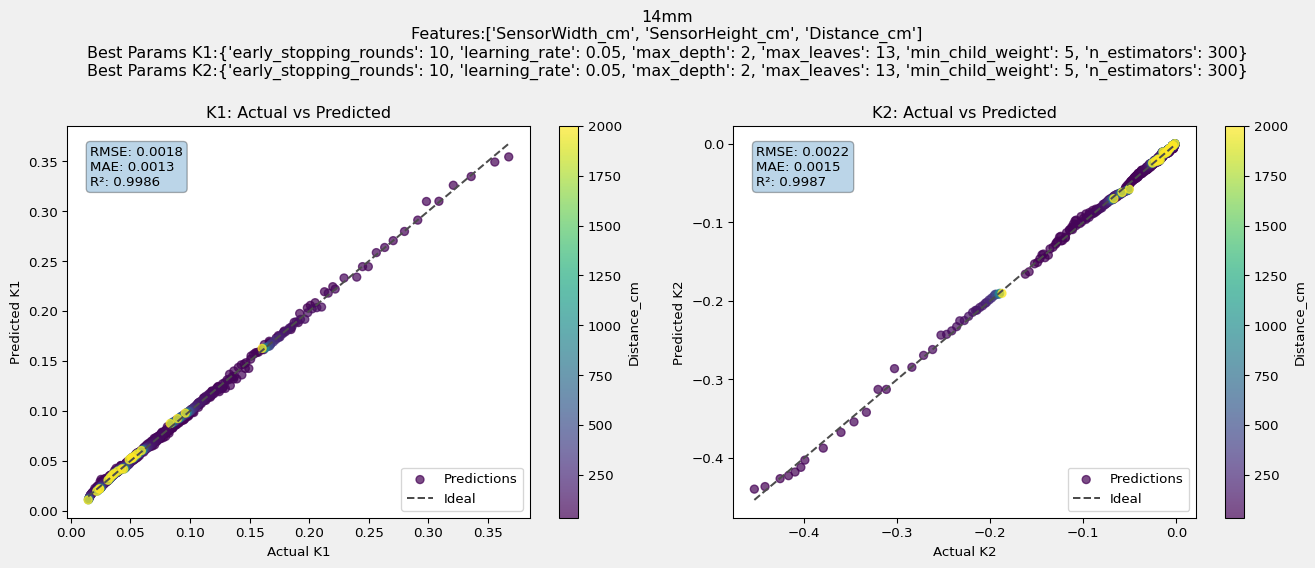 14mm
Features:['SensorWidth_cm', 'SensorHeight_cm', 'Distance_cm']
Best Params K1:{'early_stopping_rounds': 10, 'learning_rate': 0.05, 'max_depth': 2, 'max_leaves': 13, 'min_child_weight': 5, 'n_estimators': 300}
Best Params K2:{'early_stopping_rounds': 10, 'learning_rate': 0.05, 'max_depth': 2, 'max_leaves': 13, 'min_child_weight': 5, 'n_estimators': 300}
K1: Actual vs Predicted
RMSE: 0.0018
MAE: 0.0013
R²: 0.9986
Predicted K1
0.35
0.30
0.25
0.20
0.15
0.10
0.05
0.00
0.00 0.05 0.10 0.15 0.20 0.25 0.30 0.35
Actual K1
Predictions
Ideal
2000
1750
1500
1250
1000
750
500
250
Distance_cm
K2: Actual vs Predicted
RMSE: 0.0022
MAE: 0.0015
R²: 0.9987
Predicted K2
0.0
−0.1
−0.2
−0.3
−0.4
−0.4 −0.3 −0.2 −0.1 0.0
Actual K2
Predictions
Ideal
2000
1750
1500
1250
1000
750
500
250
Distance_cm